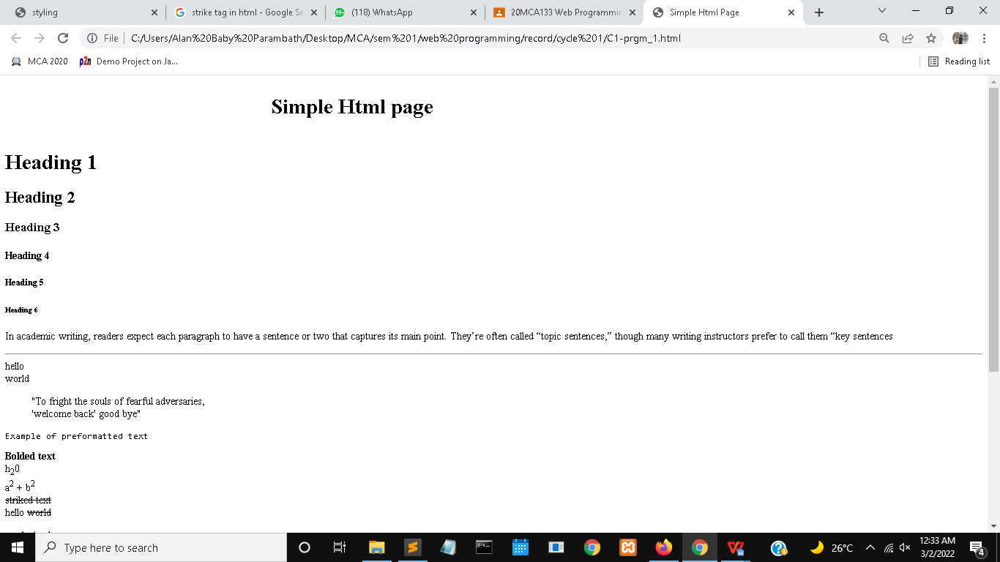 styling
strike tag in html - Google Se
99+ (118) WhatsApp
20MCA133 Web Programmin
Simple Html Page
File
C:/Users/Alan%20Baby%20Parambath/Desktop/MCA/sem%201/web%20programming/record/cycle%201/C1-prgm_1.html
MCA 2020
p2n Demo Project on Ja...
Reading list
Simple Html page
Heading 1
Heading 2
Heading 3
Heading 4
Heading 5
Heading 6
In academic writing, readers expect each paragraph to have a sentence or two that captures its main point. They’re often called “topic sentences,” though many writing instructors prefer to call them “key sentences
hello
world
"To fright the souls of fearful adversaries,
'welcome back' good bye"
Example of preformatted text
Bolded text
h20
a2 + b2
striked text
hello world
Type here to search
26°C
12:33 AM
3/2/2022
4